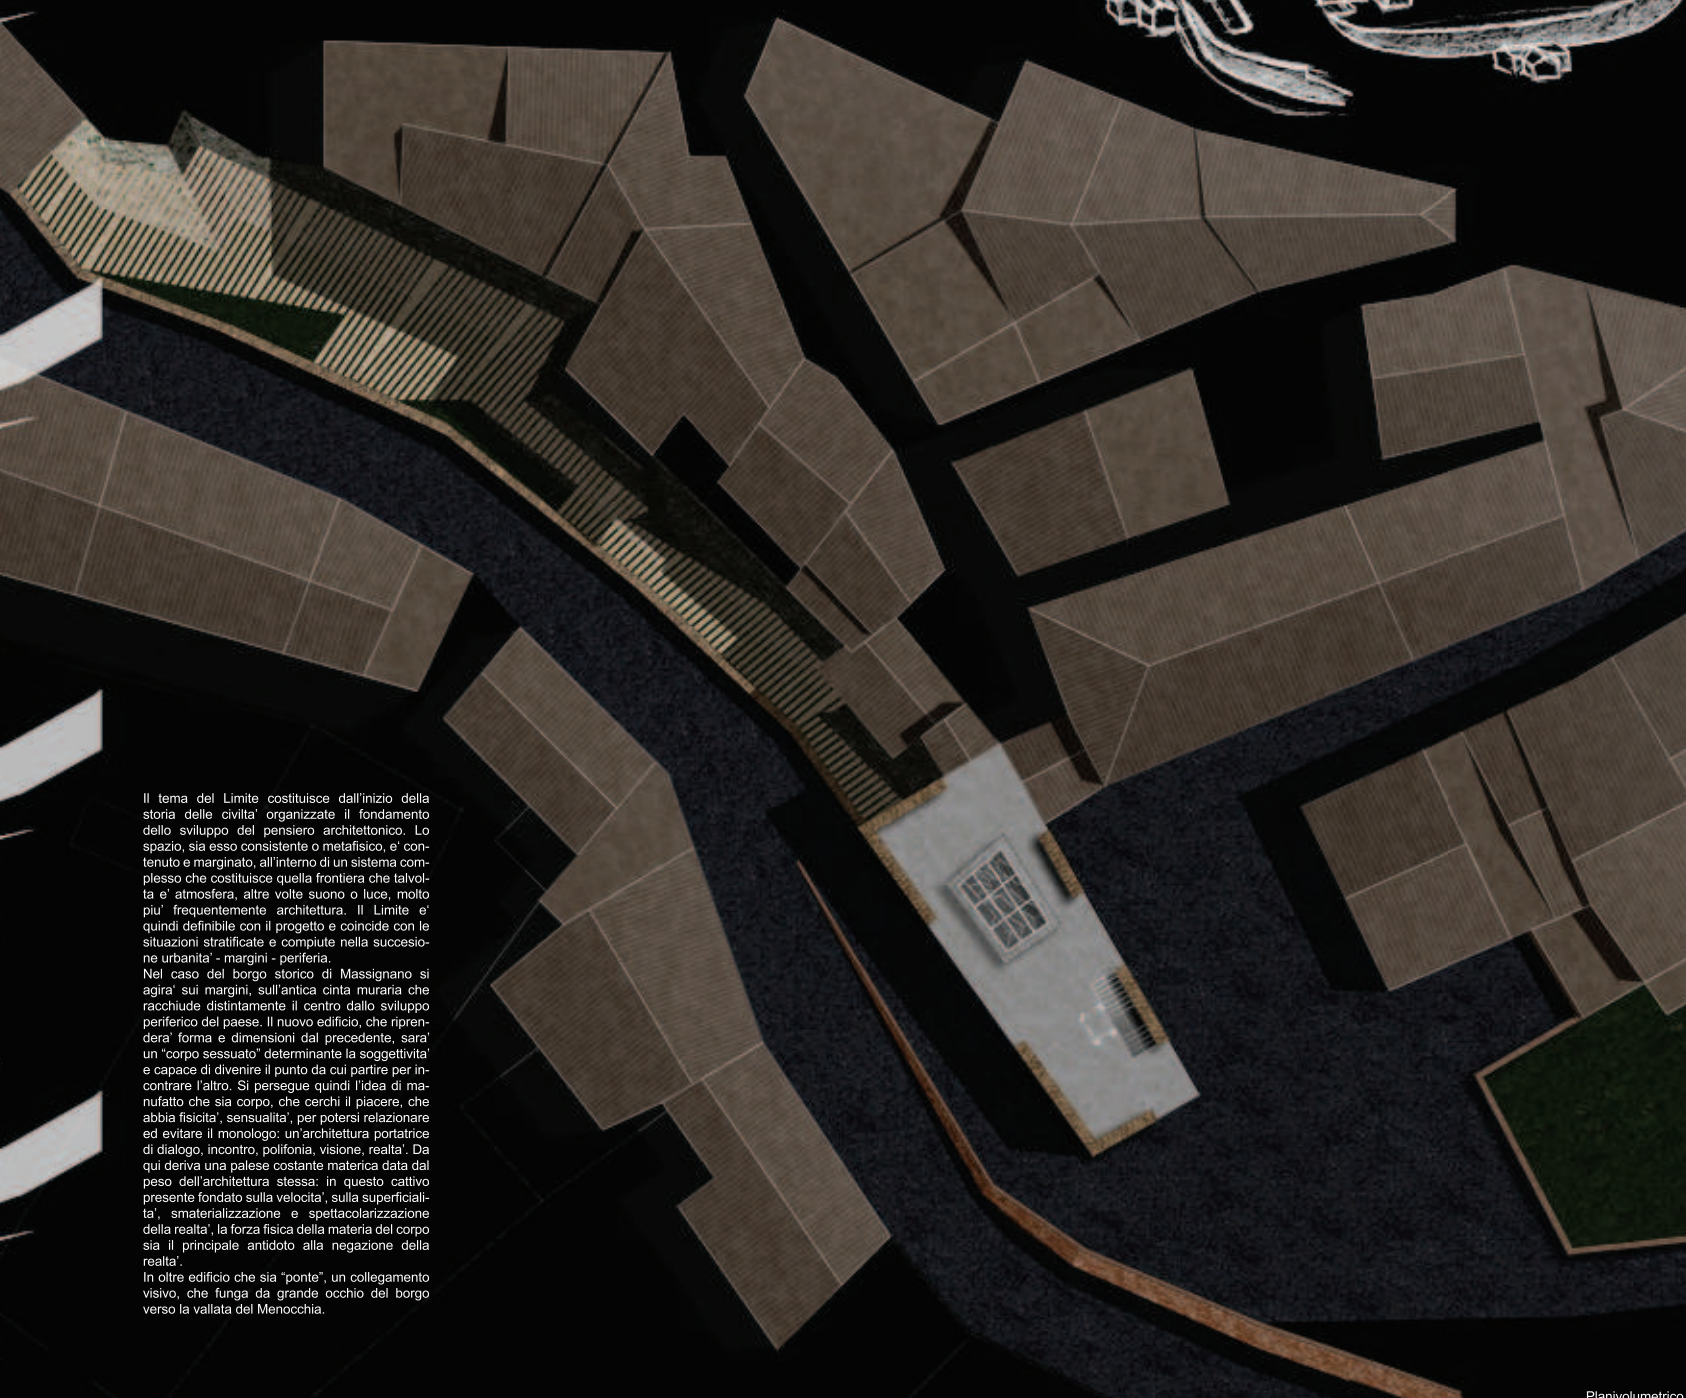 Il tema del Limite costituisce dall'inizio della
storia delle civilta' organizzate il fondamento
dello sviluppo del pensiero architettonico. Lo
spazio, sia esso consistente o metafisico, e' con-
tenuto e marginato, all'interno di un sistema com-
plesso che costituisce quella frontiera che talvol-
ta e' atmosfera, altre volte suono o luce, molto
piu' frequentemente architettura. Il Limite e'
quindi definibile con il progetto e coincide con le
situazioni stratificate e compiute nella succesio-
ne urbanita' - margini - periferia.
Nel caso del borgo storico di Massignano si
agira' sui margini, sull'antica cinta muraria che
racchiude distintamente il centro dallo sviluppo
periferico del paese. Il nuovo edificio, che ripren-
dera' forma e dimensioni dal precedente, sara'
un “corpo sessuato” determinante la soggettivita'
e capace di divenire il punto da cui partire per in-
contrare l'altro. Si persegue quindi l'idea di ma-
nufatto che sia corpo, che cerchi il piacere, che
abbia fisicita', sensualita', per potersi relazionare
ed evitare il monologo: un'architettura portatrice
di dialogo, incontro, polifonia, visione, realta'. Da
qui deriva una palese costante materica data dal
peso dell'architettura stessa: in questo cattivo
presente fondato sulla velocita', sulla superficiali-
ta', smaterializzazione e spettacolarizzazione
della realta', la forza fisica della materia del corpo
sia il principale antidoto alla negazione della
realta'.
In oltre edificio che sia “ponte”, un collegamento
visivo, che funga da grande occhio del borgo
verso la vallata del Menocchia.
Planivolumetrico